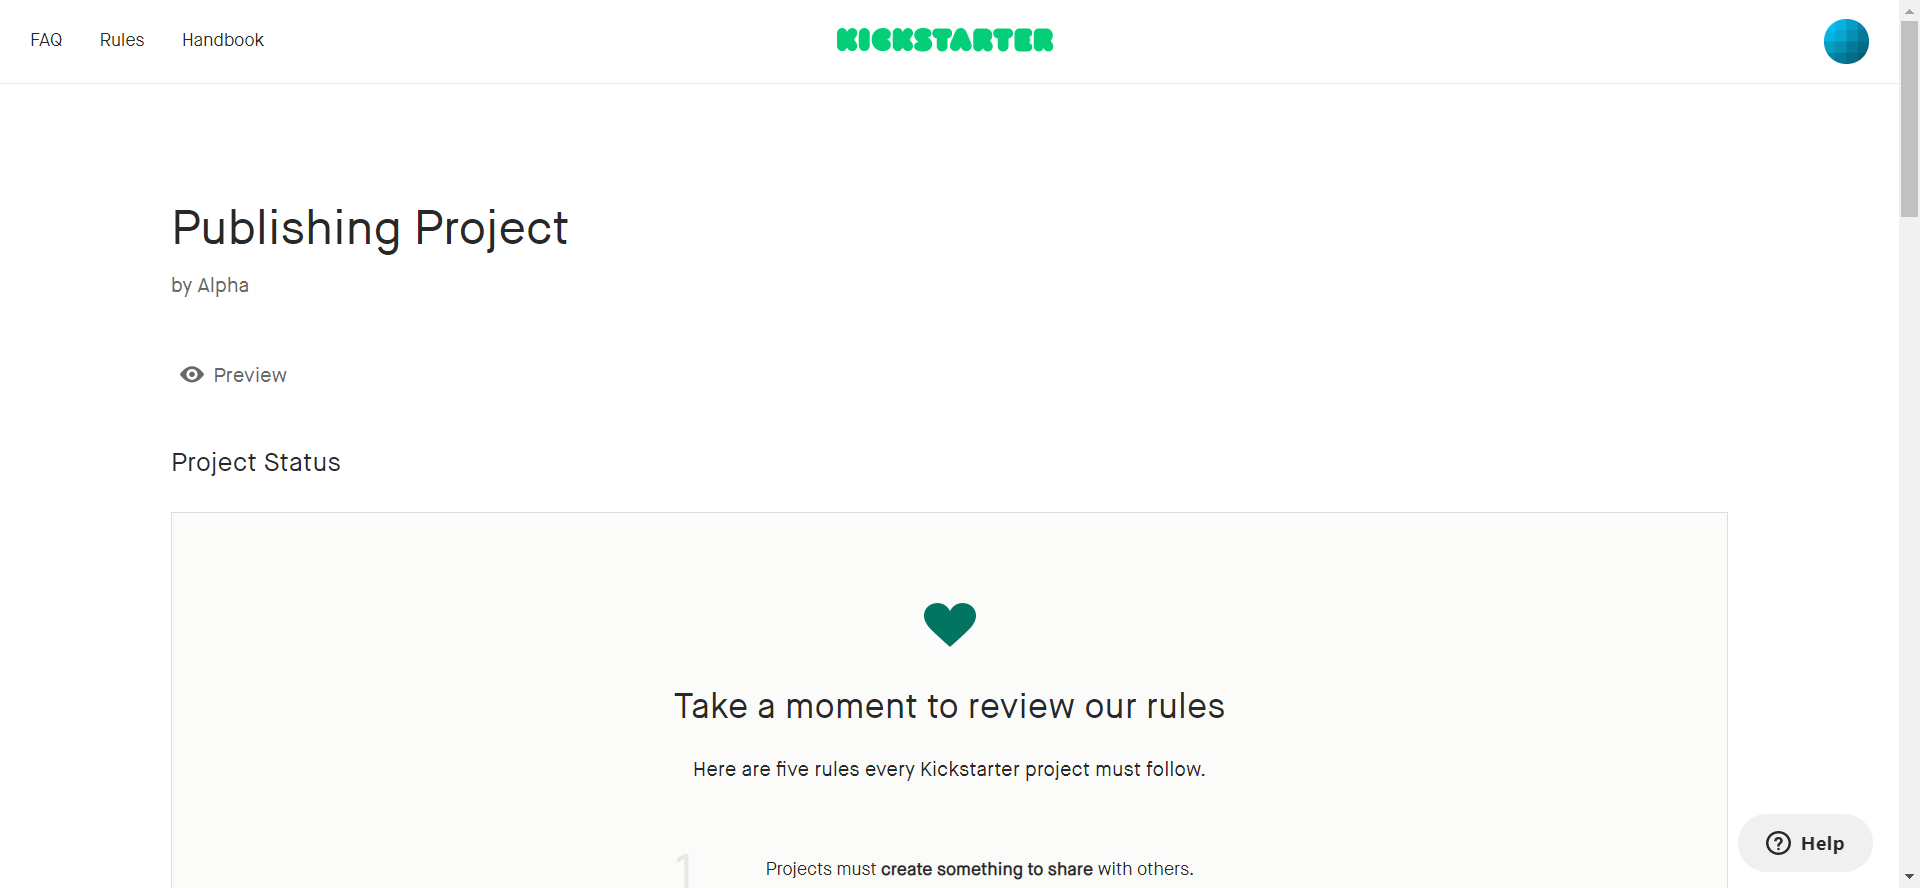 FAQ Rules Handbook KICKSTARTER
Publishing Project
by Alpha
Preview
Project Status
Take a moment to review our rules
Here are five rules every Kickstarter project must follow.
1 Projects must create something to share with others.
Help